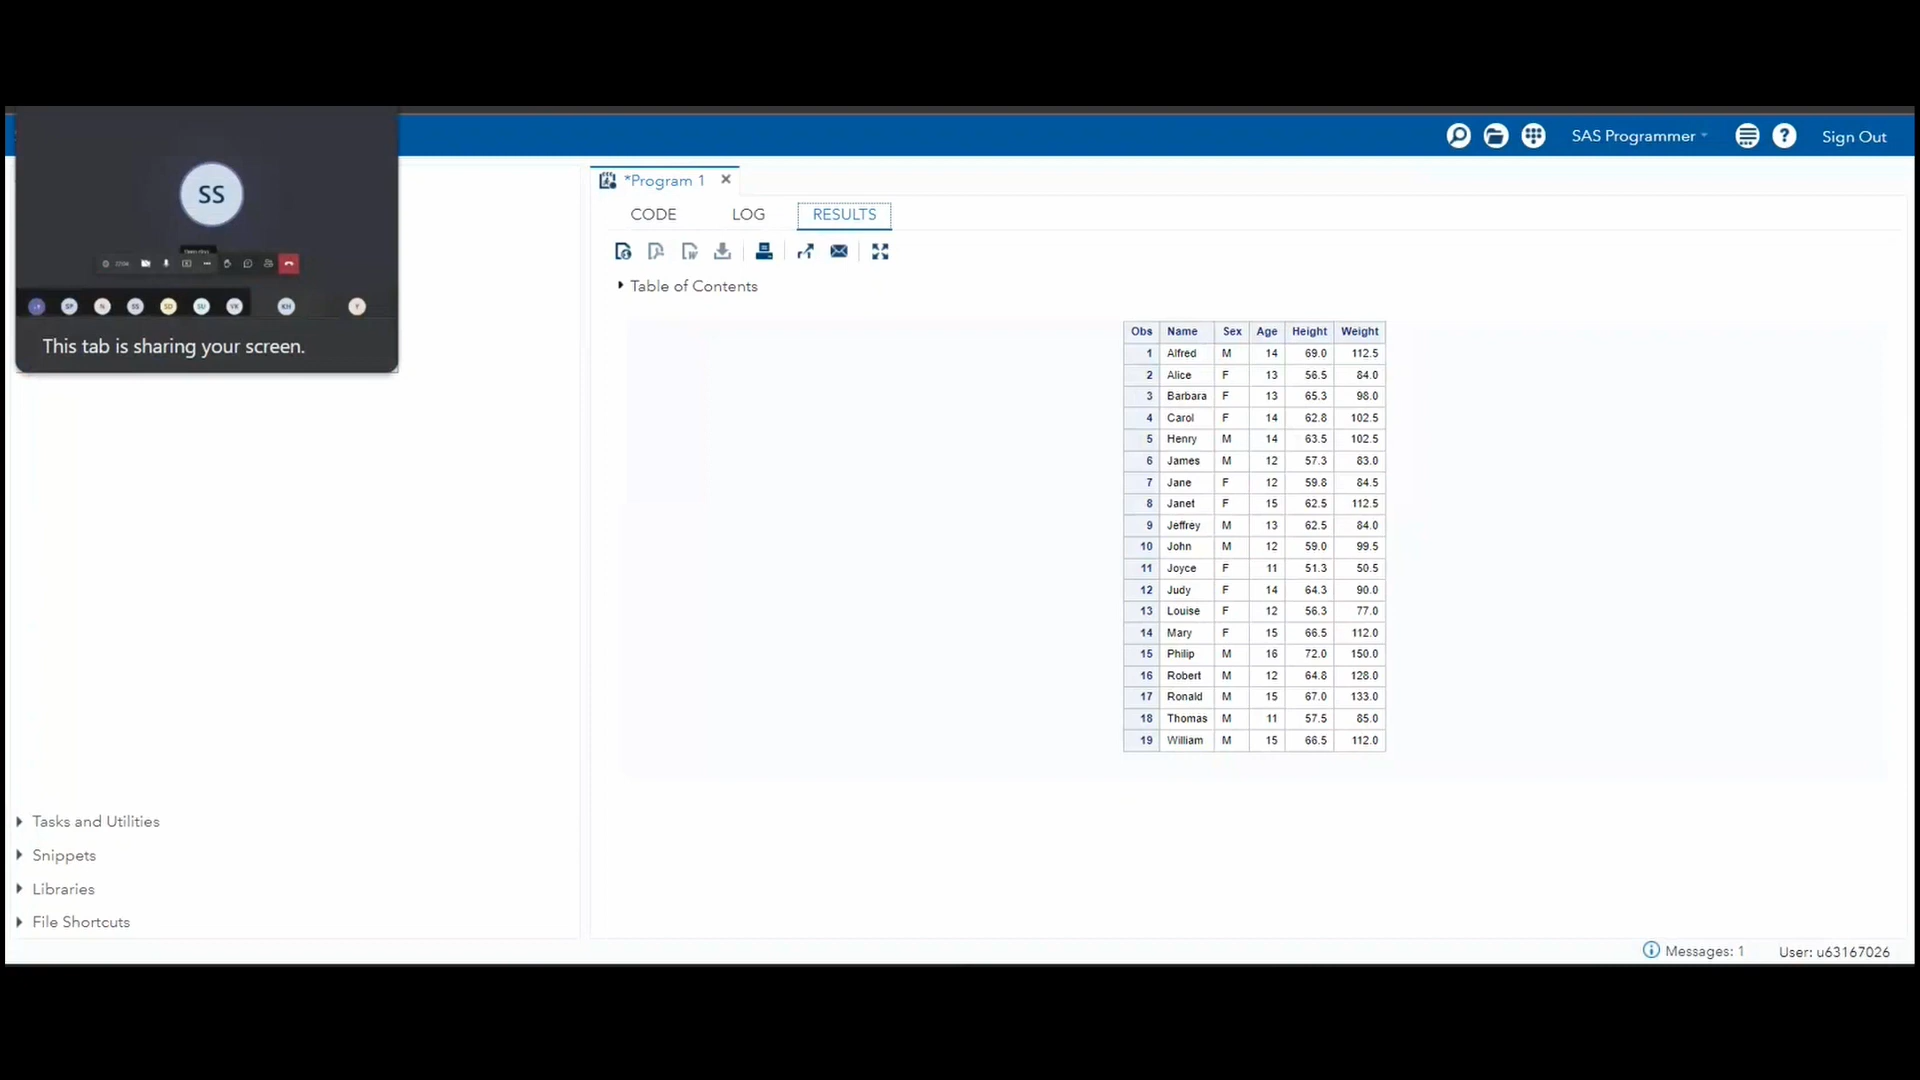 SAS Programmer
Sign Out
SS
SP N SS SD SU VK KH Y
This tab is sharing your screen.
*Program 1
CODE LOG RESULTS
Table of Contents
Obs Name Sex Age Height Weight
1 Alfred M 14 69.0 112.5
2 Alice F 13 56.5 84.0
3 Barbara F 13 65.3 98.0
4 Carol F 14 62.8 102.5
5 Henry M 14 63.5 102.5
6 James M 12 57.3 83.0
7 Jane F 12 59.8 84.5
8 Janet F 15 62.5 112.5
9 Jeffrey M 13 62.5 84.0
10 John M 12 59.0 99.5
11 Joyce F 11 51.3 50.5
12 Judy F 14 64.3 90.0
13 Louise F 12 56.3 77.0
14 Mary F 15 66.5 112.0
15 Philip M 16 72.0 150.0
16 Robert M 12 64.8 128.0
17 Ronald M 15 67.0 133.0
18 Thomas M 11 57.5 85.0
19 William M 15 66.5 112.0
Tasks and Utilities
Snippets
Libraries
File Shortcuts
Messages: 1
User: u63167026